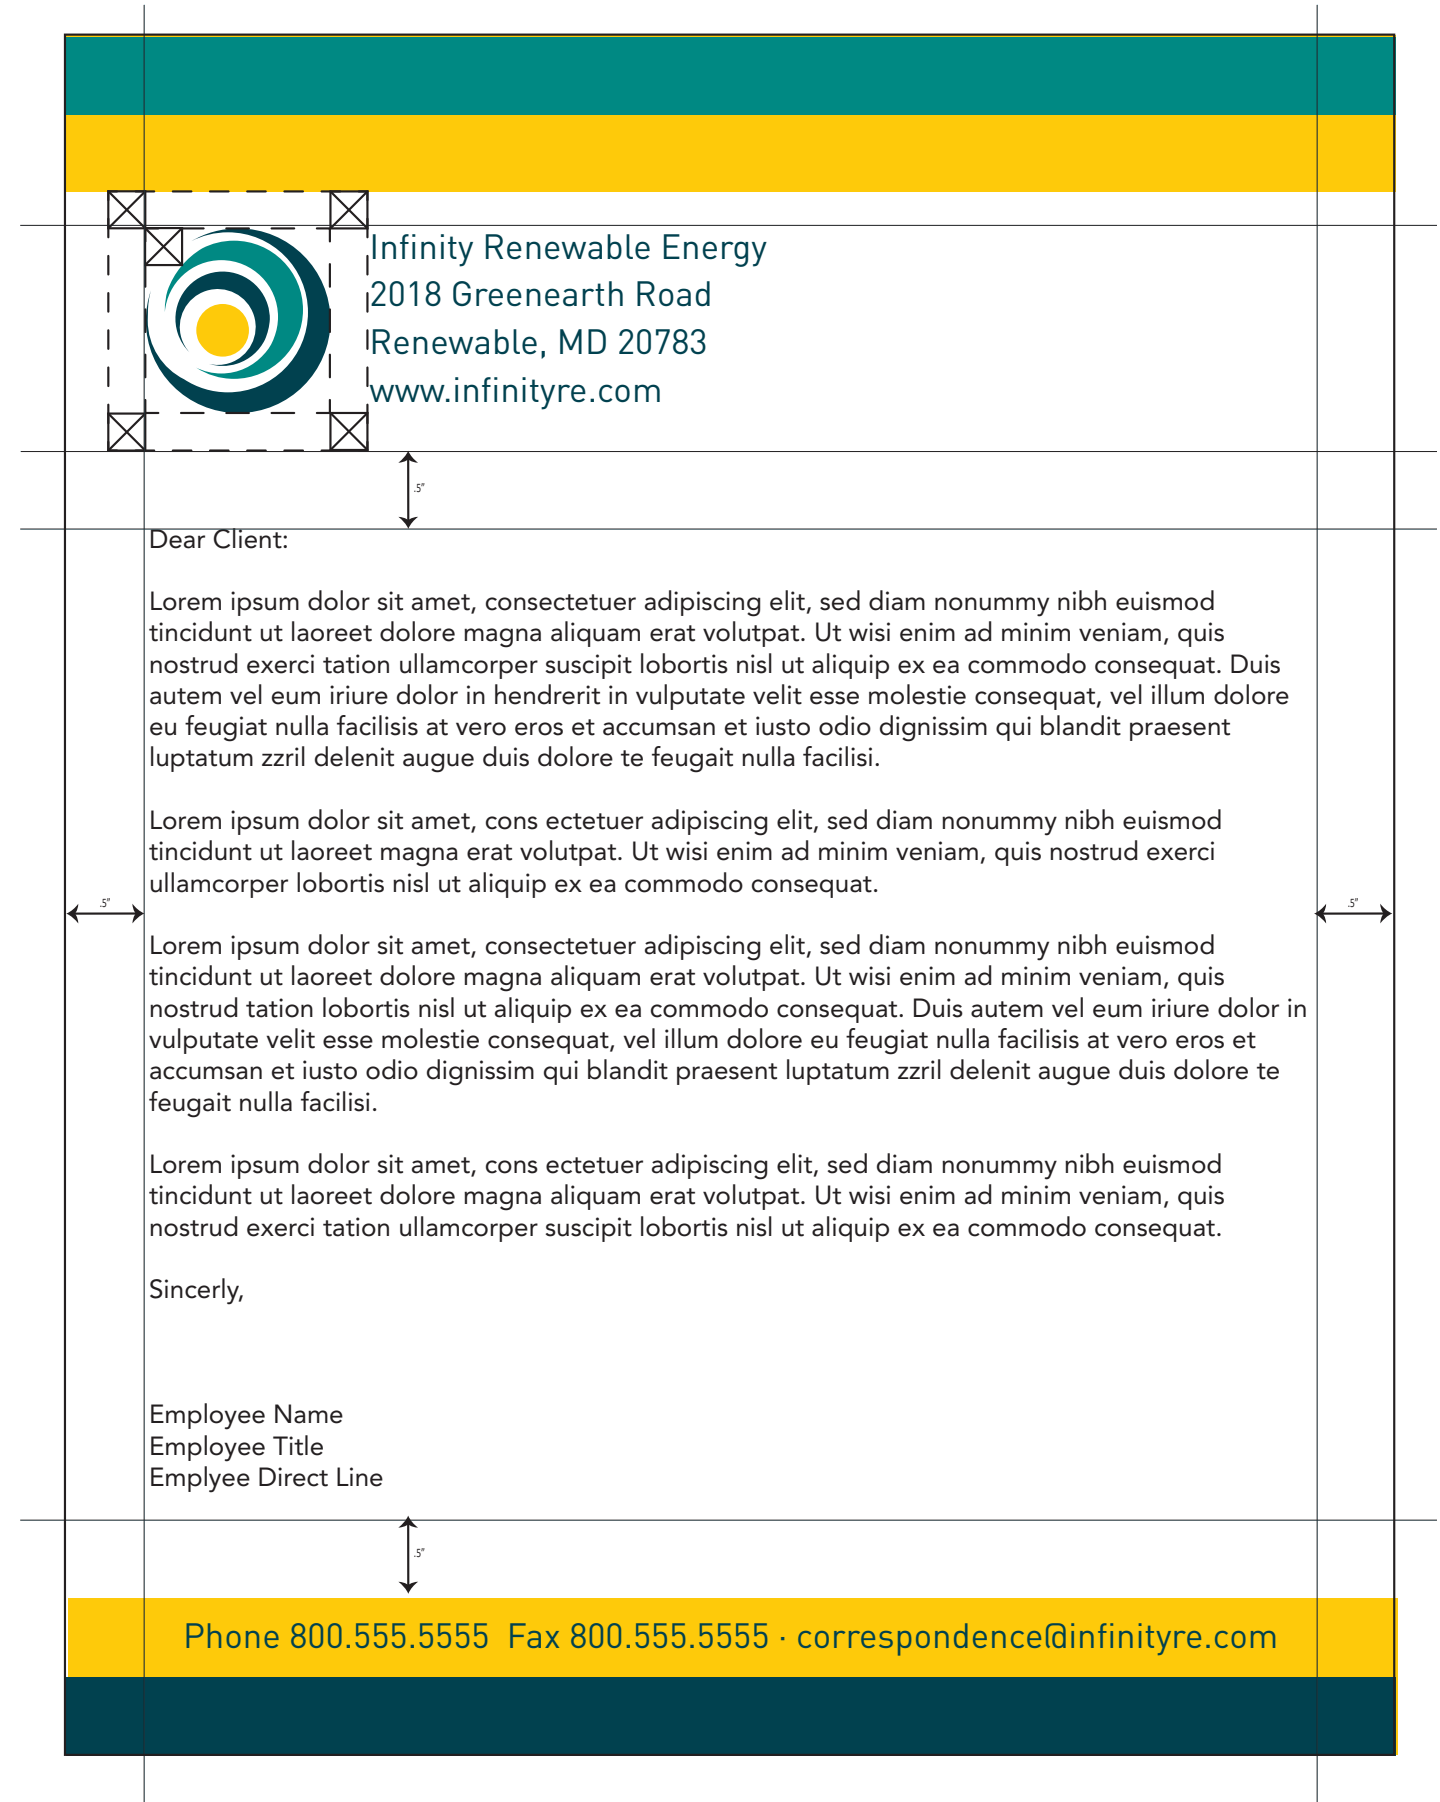 Infinity Renewable Energy
2018 Greenearth Road
Renewable, MD 20783
www.infinityre.com
.5"
Dear Client:
Lorem ipsum dolor sit amet, consectetuer adipiscing elit, sed diam nonummy nibh euismod
tincidunt ut laoreet dolore magna aliquam erat volutpat. Ut wisi enim ad minim veniam, quis
nostrud exerci tation ullamcorper suscipit lobortis nisl ut aliquip ex ea commodo consequat. Duis
autem vel eum iriure dolor in hendrerit in vulputate velit esse molestie consequat, vel illum dolore
eu feugiat nulla facilisis at vero eros et accumsan et iusto odio dignissim qui blandit praesent
luptatum zzril delenit augue duis dolore te feugait nulla facilisi.
Lorem ipsum dolor sit amet, cons ectetuer adipiscing elit, sed diam nonummy nibh euismod
tincidunt ut laoreet magna erat volutpat. Ut wisi enim ad minim veniam, quis nostrud exerci
ullamcorper lobortis nisl ut aliquip ex ea commodo consequat.
.5"
.5"
Lorem ipsum dolor sit amet, consectetuer adipiscing elit, sed diam nonummy nibh euismod
tincidunt ut laoreet dolore magna aliquam erat volutpat. Ut wisi enim ad minim veniam, quis
nostrud tation lobortis nisl ut aliquip ex ea commodo consequat. Duis autem vel eum iriure dolor in
vulputate velit esse molestie consequat, vel illum dolore eu feugiat nulla facilisis at vero eros et
accumsan et iusto odio dignissim qui blandit praesent luptatum zzril delenit augue duis dolore te
feugait nulla facilisi.
Lorem ipsum dolor sit amet, cons ectetuer adipiscing elit, sed diam nonummy nibh euismod
tincidunt ut laoreet dolore magna aliquam erat volutpat. Ut wisi enim ad minim veniam, quis
nostrud exerci tation ullamcorper suscipit lobortis nisl ut aliquip ex ea commodo consequat.
Sincerly,
Employee Name
Employee Title
Emplyee Direct Line
.5"
Phone 800.555.5555  Fax 800.555.5555 · correspondence@infinityre.com